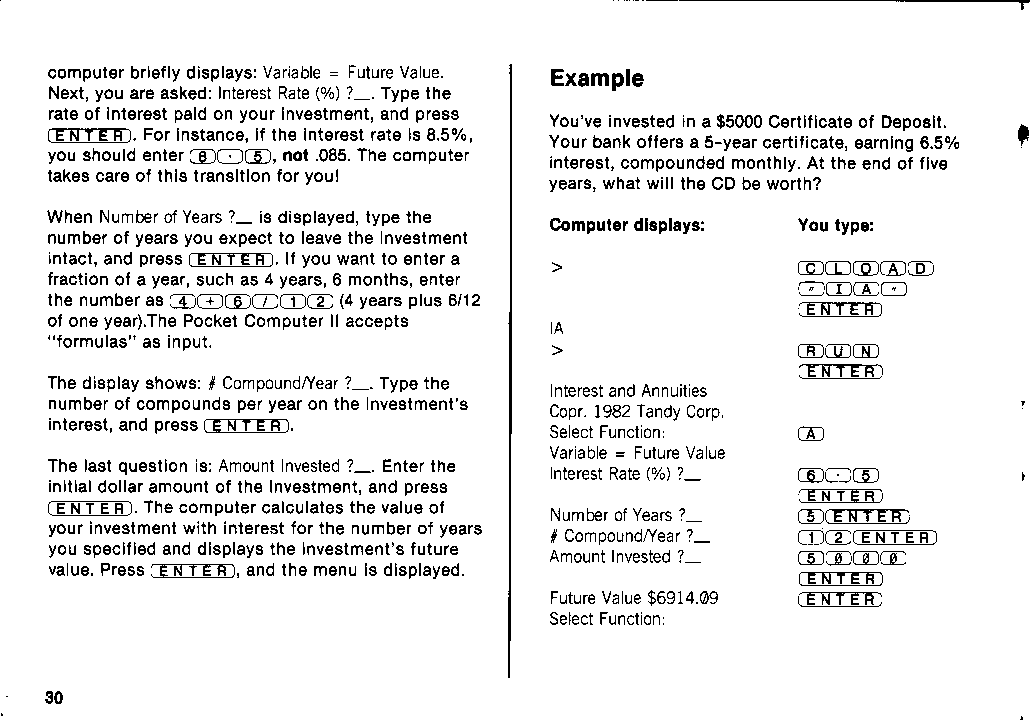 computer briefly displays: Variable = Future Value.
Next, you are asked: Interest Rate (%) ?_. Type the
rate of interest paid on your investment, and press
ENTER. For instance, if the interest rate is 8.5%,
you should enter 8 . 5, not .085. The computer
takes care of this transition for you!
When Number of Years ?_ is displayed, type the
number of years you expect to leave the investment
intact, and press ENTER. If you want to enter a
fraction of a year, such as 4 years, 6 months, enter
the number as 4 + 6 / 1 2 (4 years plus 6/12
of one year).The Pocket Computer II accepts
"formulas" as input.
The display shows: # Compound/Year ?_. Type the
number of compounds per year on the investment's
interest, and press ENTER.
The last question is: Amount Invested ?_. Enter the
initial dollar amount of the investment, and press
ENTER. The computer calculates the value of
your investment with interest for the number of years
you specified and displays the investment's future
value. Press ENTER, and the menu is displayed.
30
Example
You've invested in a $5000 Certificate of Deposit.
Your bank offers a 5-year certificate, earning 6.5%
interest, compounded monthly. At the end of five
years, what will the CD be worth?
Computer displays: You type:
> C L O A D
" I A "
ENTER
IA
> R U N
ENTER
Interest and Annuities
Copr. 1982 Tandy Corp.
Select Function: A
Variable = Future Value
Interest Rate (%) ?_ 6 . 5
ENTER
Number of Years ?_ 5 ENTER
# Compound/Year ?_ 1 2 ENTER
Amount Invested ?_ 5 0 0 0
ENTER
Future Value $6914.09 ENTER
Select Function: